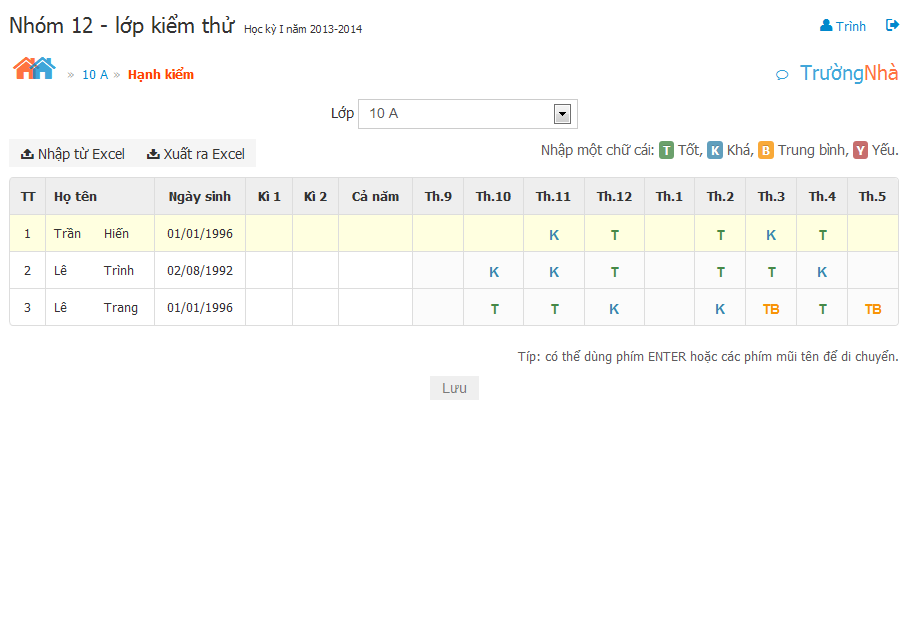 Nhóm 12 - lớp kiểm thử Học kỳ I năm 2013-2014 Trình
» 10 A » Hạnh kiểm TrườngNhà
Lớp 10 A
Nhập từ Excel Xuất ra Excel Nhập một chữ cái: T Tốt, K Khá, B Trung bình, Y Yếu.
TT Họ tên Ngày sinh Kì 1 Kì 2 Cả năm Th.9 Th.10 Th.11 Th.12 Th.1 Th.2 Th.3 Th.4 Th.5
1 Trần Hiến 01/01/1996 K T T K T
2 Lê Trình 02/08/1992 K K T T T K
3 Lê Trang 01/01/1996 T T K K TB T TB
Típ: có thể dùng phím ENTER hoặc các phím mũi tên để di chuyển.
Lưu